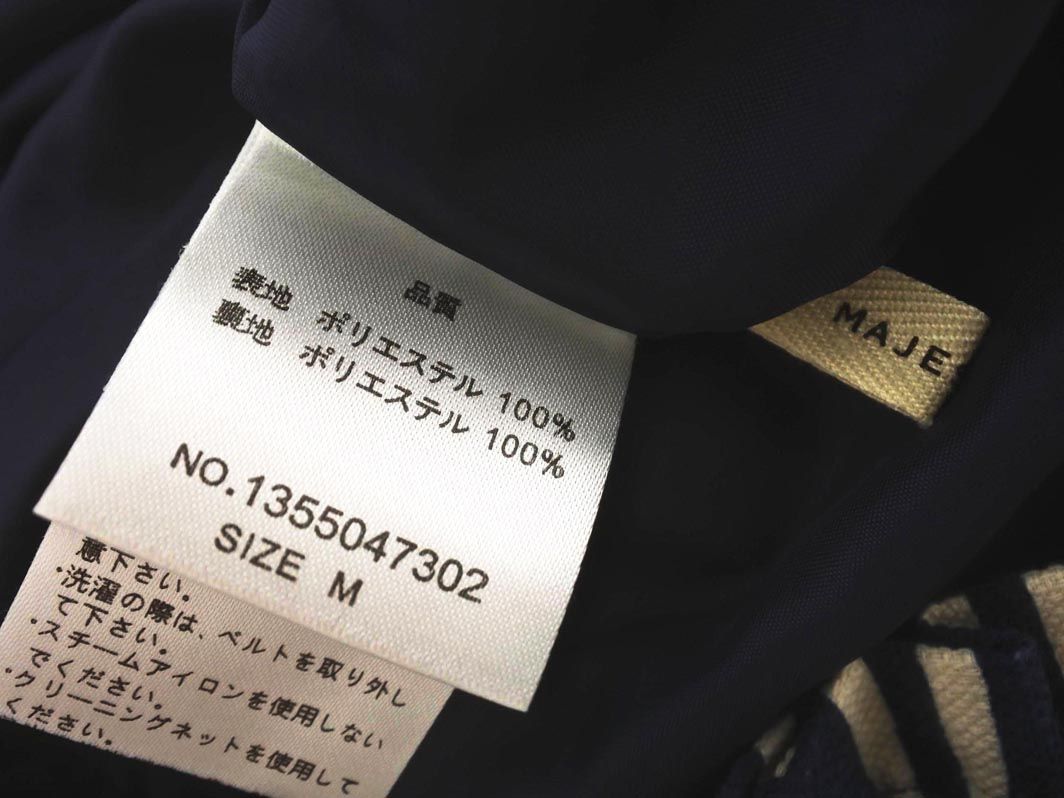 品質
表地 ポリエステル 100%
裏地 ポリエステル 100%
NO.1355047302
SIZE M
意下さい。
・洗濯の際は、ベルトを取り外し
て下さい。
・スチームアイロンを使用しない
でください。
・クリーニングネットを使用して
ください。
MAJE